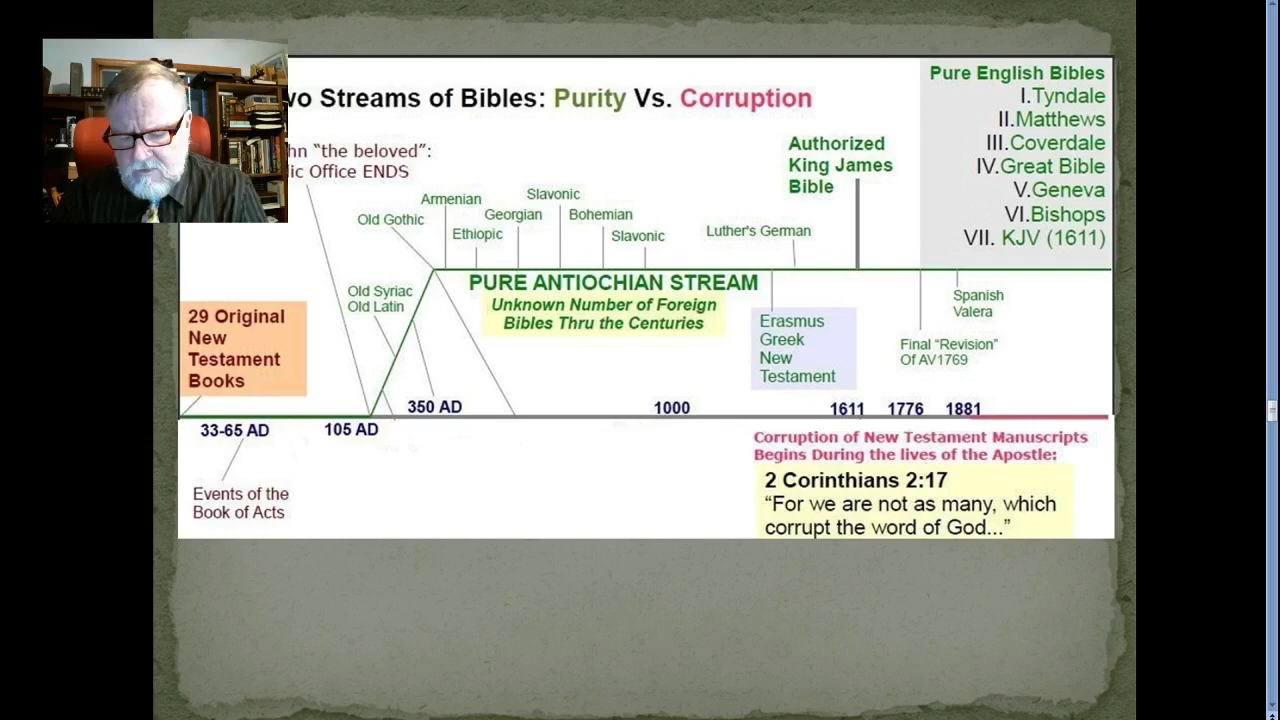 wo Streams of Bibles: Purity Vs. Corruption
Pure English Bibles
I.Tyndale
II.Matthews
III.Coverdale
IV.Great Bible
V.Geneva
VI.Bishops
VII. KJV (1611)
hn “the beloved”:
lic Office ENDS
Authorized
King James
Bible
Armenian
Slavonic
Old Gothic
Georgian
Bohemian
Ethiopic
Slavonic
Luther's German
PURE ANTIOCHIAN STREAM
Unknown Number of Foreign
Bibles Thru the Centuries
Old Syriac
Old Latin
29 Original
New
Testament
Books
Erasmus
Greek
New
Testament
Spanish
Valera
Final “Revision”
Of AV1769
33-65 AD
105 AD
350 AD
1000
1611
1776
1881
Events of the
Book of Acts
Corruption of New Testament Manuscripts
Begins During the lives of the Apostle:
2 Corinthians 2:17
“For we are not as many, which
corrupt the word of God...”